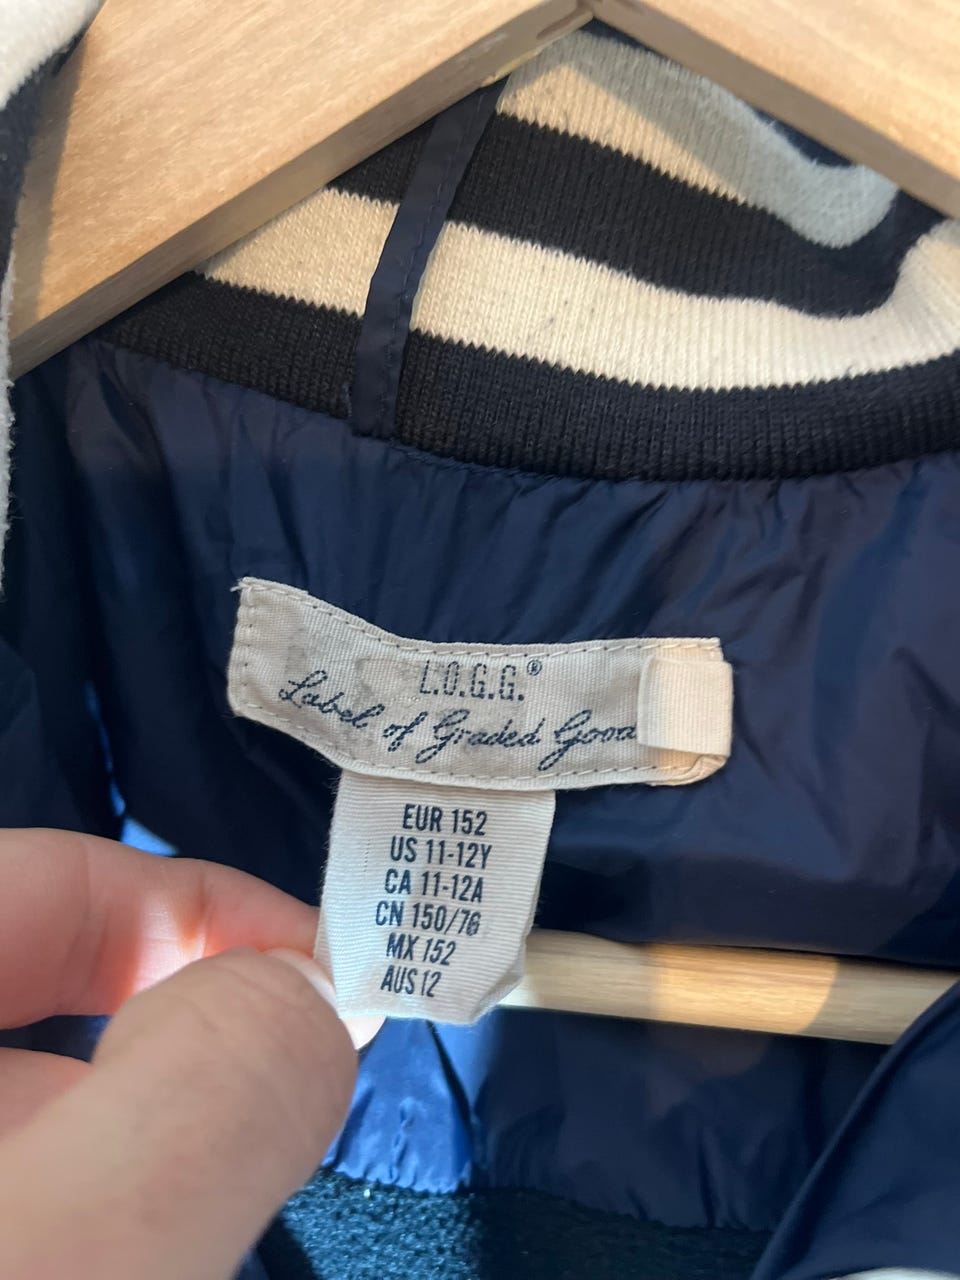 L.O.G.G.®
Label of Graded Good
EUR 152
US 11-12Y
CA 11-12A
CN 150/76
MX 152
AUS 12